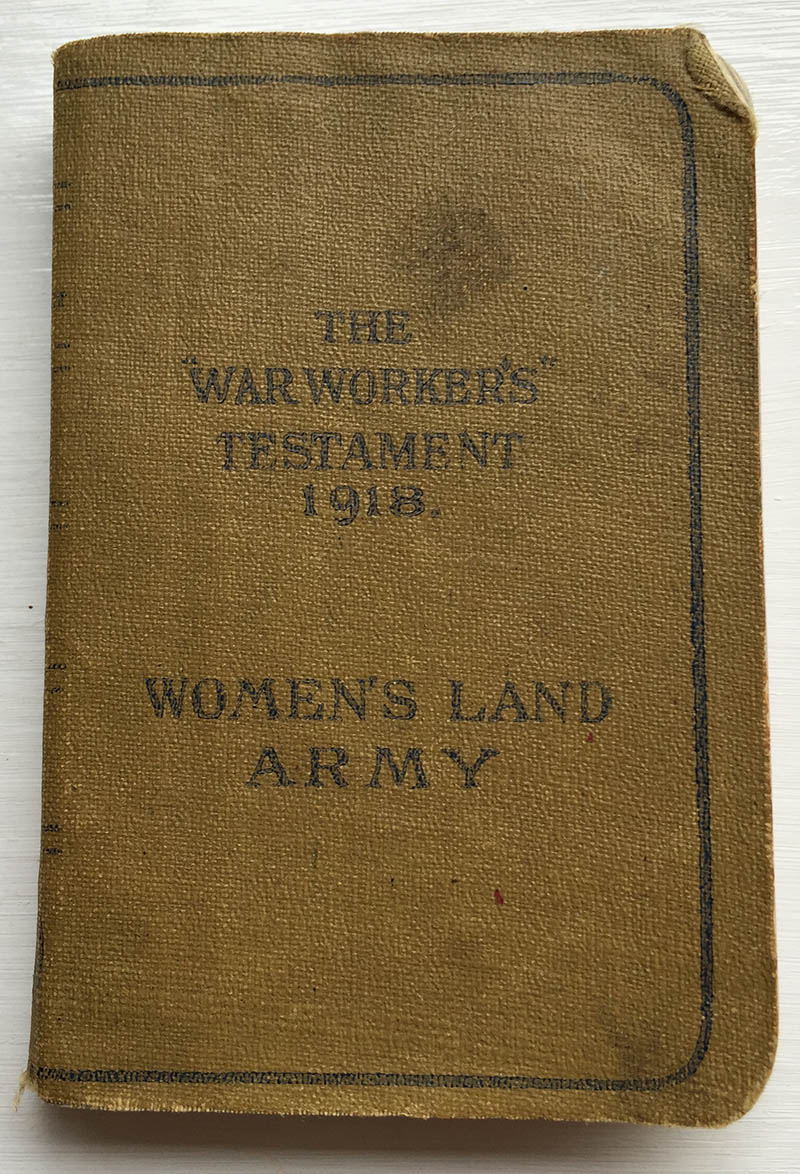 THE
"WAR WORKER'S"
TESTAMENT
1918.
WOMEN'S LAND
ARMY